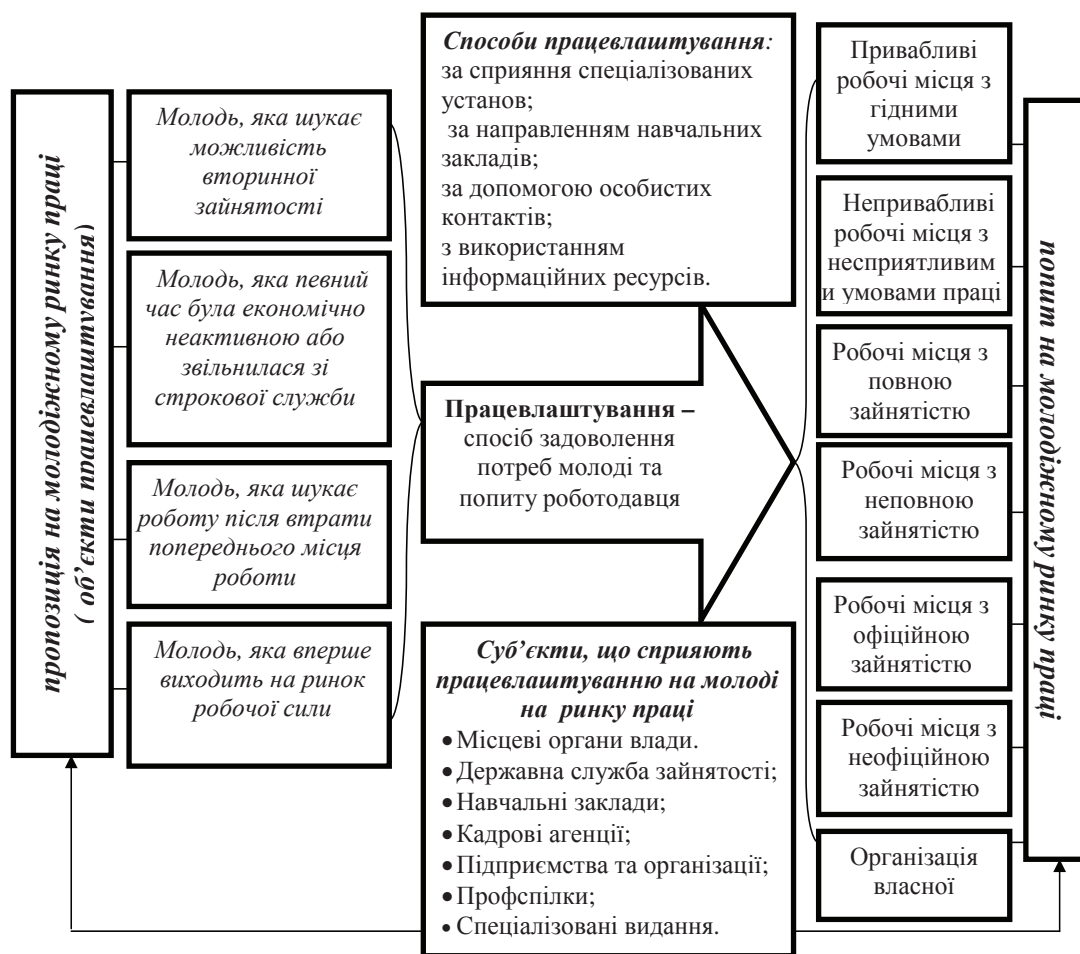 пропозиція на молодіжному ринку праці
( об’єкти працевлаштування)
Молодь, яка шукає
можливість
вторинної
зайнятості
Молодь, яка певний
час була економічно
неактивною або
звільнилася зі
строкової служби
Молодь, яка шукає
роботу після втрати
попереднього місця
роботи
Молодь, яка вперше
виходить на ринок
робочої сили
Способи працевлаштування:
за сприяння спеціалізованих
установ;
за направленням навчальних
закладів;
за допомогою особистих
контактів;
з використанням
інформаційних ресурсів.
Працевлаштування –
спосіб задоволення
потреб молоді та
попиту роботодавця
Суб’єкти, що сприяють
працевлаштуванню на молоді
на ринку праці
• Місцеві органи влади.
• Державна служба зайнятості;
• Навчальні заклади;
• Кадрові агенції;
• Підприємства та організації;
• Профспілки;
• Спеціалізовані видання.
Привабливі
робочі місця з
гідними
умовами
Непривабливі
робочі місця з
несприятливим
и умовами праці
Робочі місця з
повною
зайнятістю
Робочі місця з
неповною
зайнятістю
Робочі місця з
офіційною
зайнятістю
Робочі місця з
неофіційною
зайнятістю
Організація
власної
попит на молодіжному ринку праці